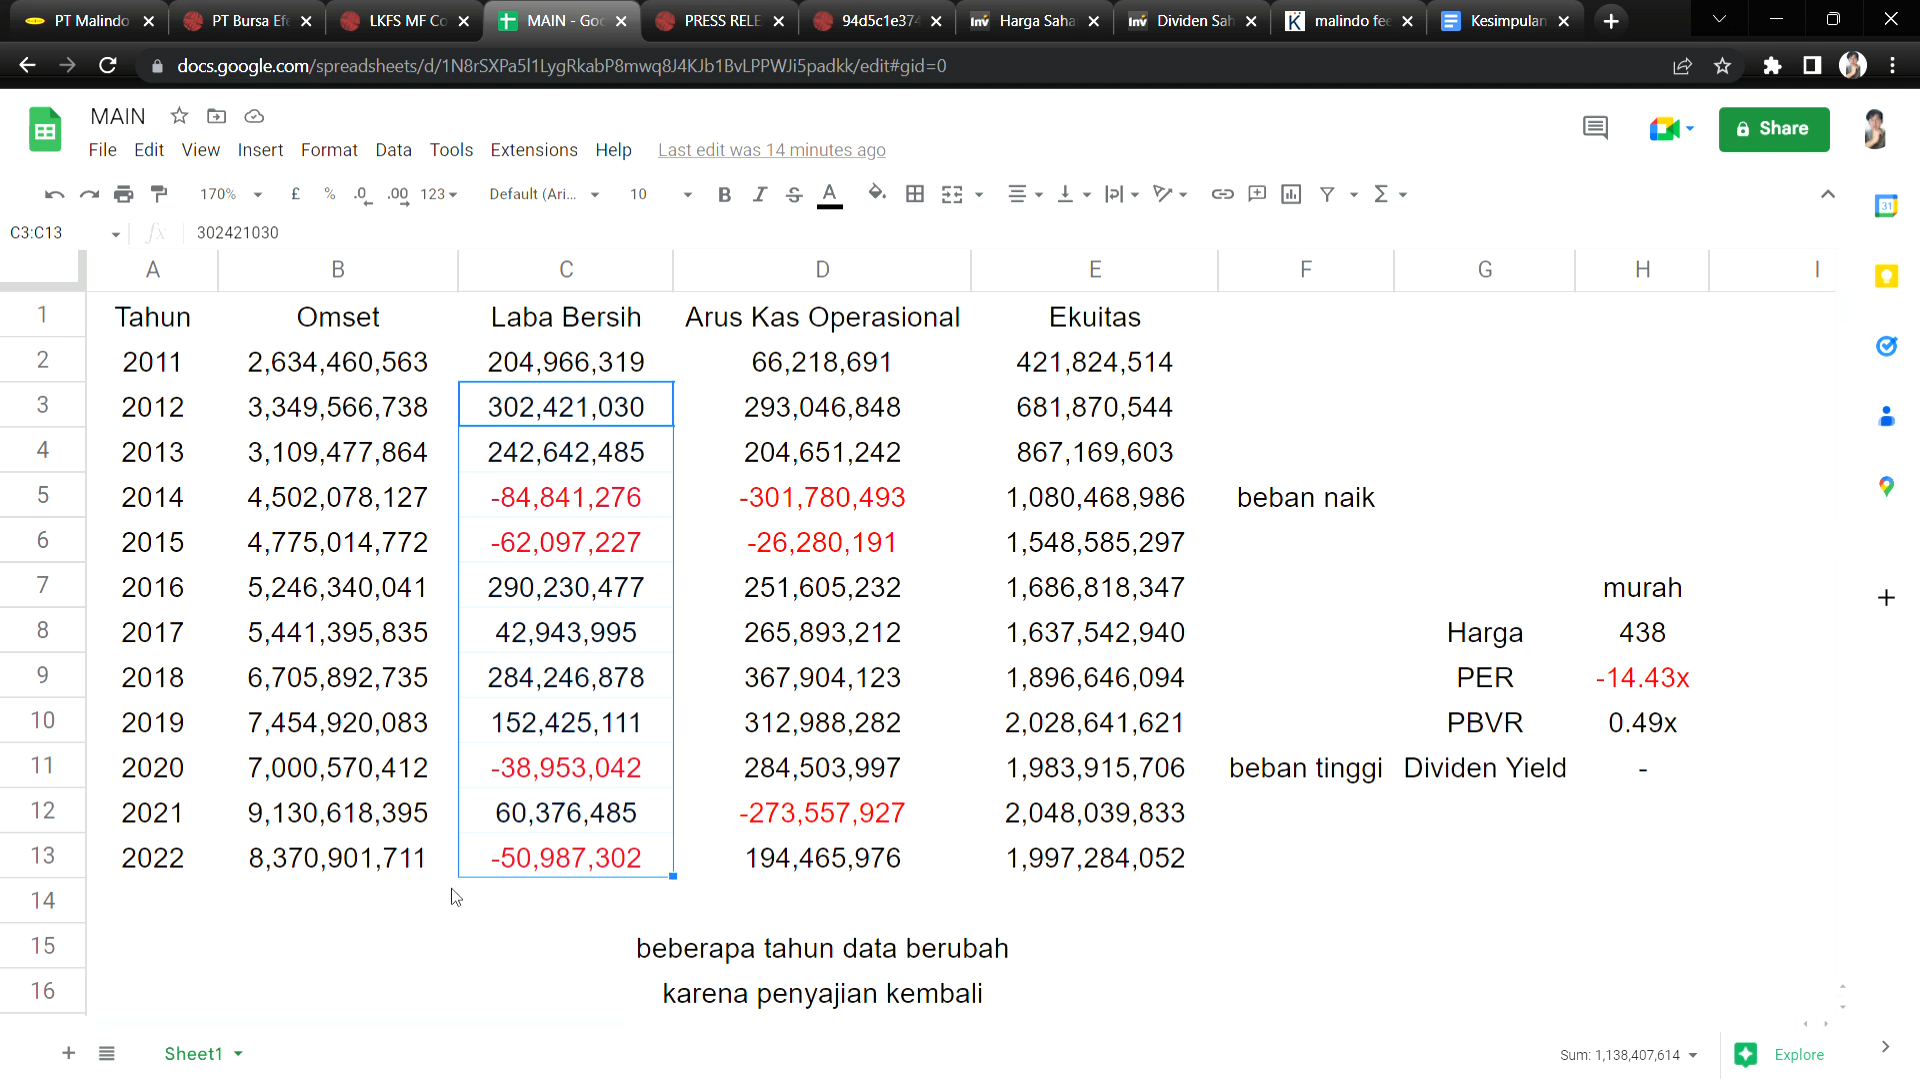 PT Malindo
PT Bursa Efe
LKFS MF Co
MAIN - Goo
PRESS RELE
94d5c1e374
Harga Saha
Dividen Sah
malindo fee
Kesimpulan
docs.google.com/spreadsheets/d/1N8rSXPa5l1LygRkabP8mwq8J4KJb1BvLPPWJi5padkk/edit#gid=0
MAIN
File Edit View Insert Format Data Tools Extensions Help Last edit was 14 minutes ago
Share
170% £ % .0 .00 123 Default (Ari... 10 B I S A
31
C3:C13 fx 302421030
A B C D E F G H I
1 Tahun Omset Laba Bersih Arus Kas Operasional Ekuitas
2 2011 2,634,460,563 204,966,319 66,218,691 421,824,514
3 2012 3,349,566,738 302,421,030 293,046,848 681,870,544
4 2013 3,109,477,864 242,642,485 204,651,242 867,169,603
5 2014 4,502,078,127 -84,841,276 -301,780,493 1,080,468,986 beban naik
6 2015 4,775,014,772 -62,097,227 -26,280,191 1,548,585,297
7 2016 5,246,340,041 290,230,477 251,605,232 1,686,818,347 murah
8 2017 5,441,395,835 42,943,995 265,893,212 1,637,542,940 Harga 438
9 2018 6,705,892,735 284,246,878 367,904,123 1,896,646,094 PER -14.43x
10 2019 7,454,920,083 152,425,111 312,988,282 2,028,641,621 PBVR 0.49x
11 2020 7,000,570,412 -38,953,042 284,503,997 1,983,915,706 beban tinggi Dividen Yield -
12 2021 9,130,618,395 60,376,485 -273,557,927 2,048,039,833
13 2022 8,370,901,711 -50,987,302 194,465,976 1,997,284,052
14
15 beberapa tahun data berubah
16 karena penyajian kembali
Sheet1
Sum: 1,138,407,614
Explore